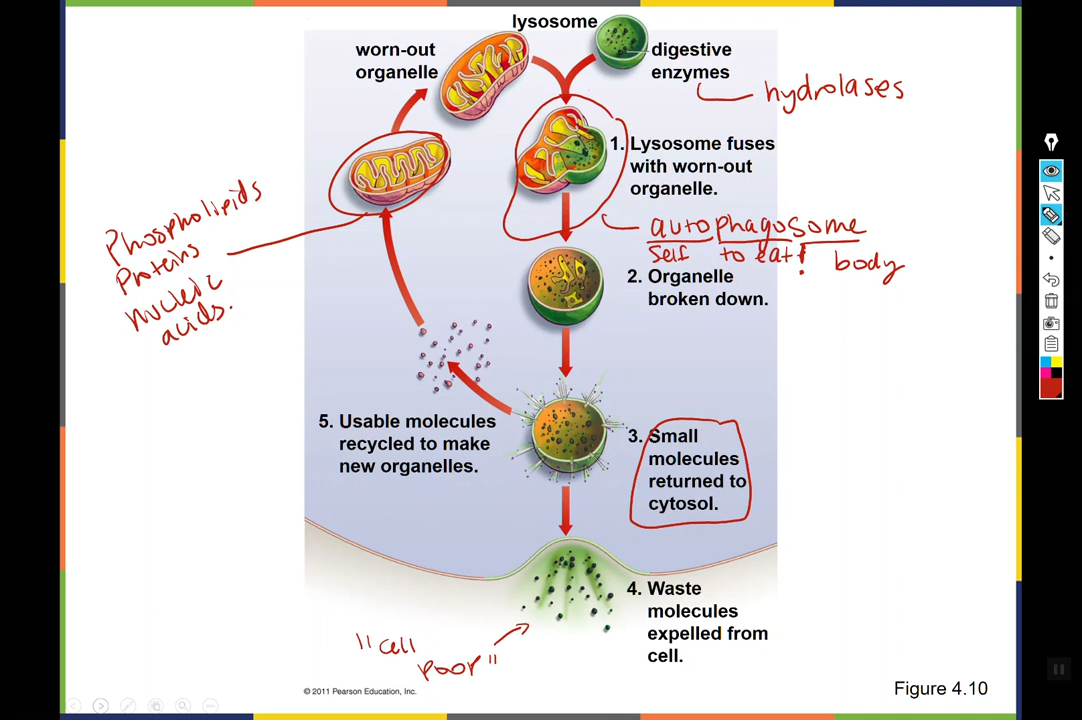 lysosome
worn-out
organelle
digestive
enzymes
hydrolases
1. Lysosome fuses
with worn-out
organelle.
Phospholipids
Proteins
nucleic
acids.
autophagosome
self to eat! body
2. Organelle
broken down.
5. Usable molecules
recycled to make
new organelles.
3. Small
molecules
returned to
cytosol.
4. Waste
molecules
expelled from
cell.
"cell
poop"
© 2011 Pearson Education, Inc.
Figure 4.10